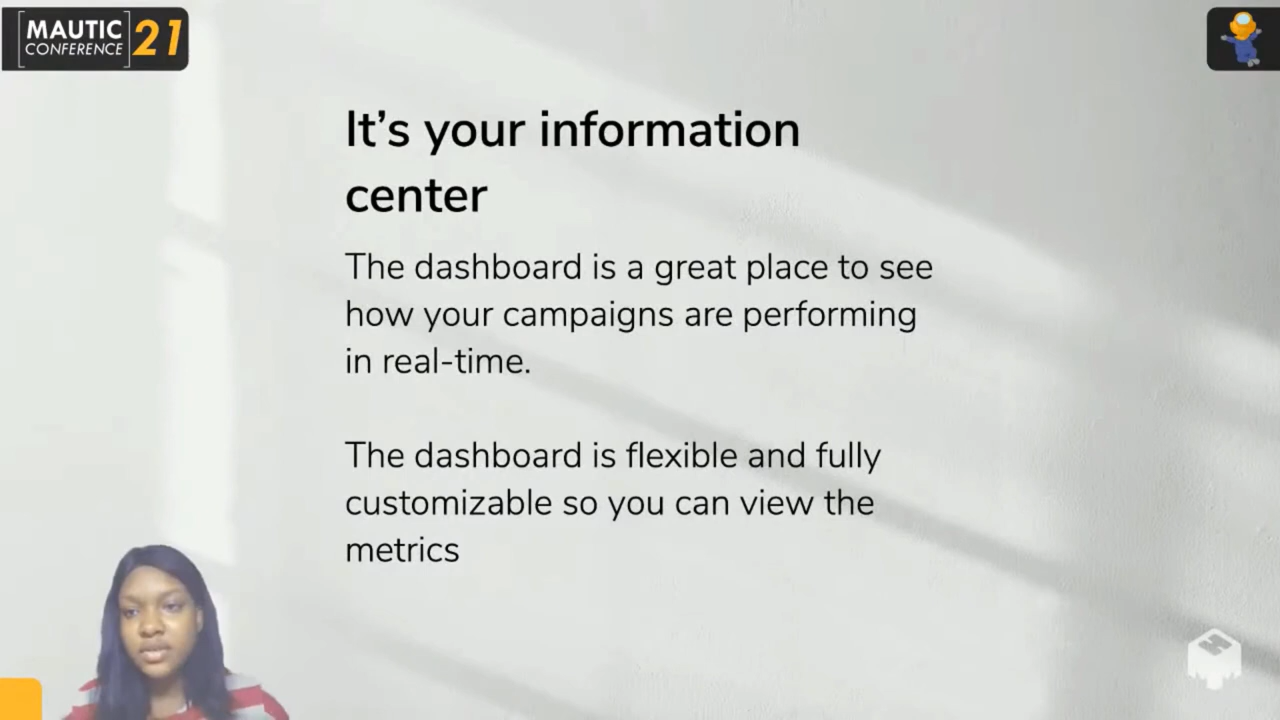 MAUTIC
CONFERENCE 21
It's your information
center
The dashboard is a great place to see
how your campaigns are performing
in real-time.
The dashboard is flexible and fully
customizable so you can view the
metrics